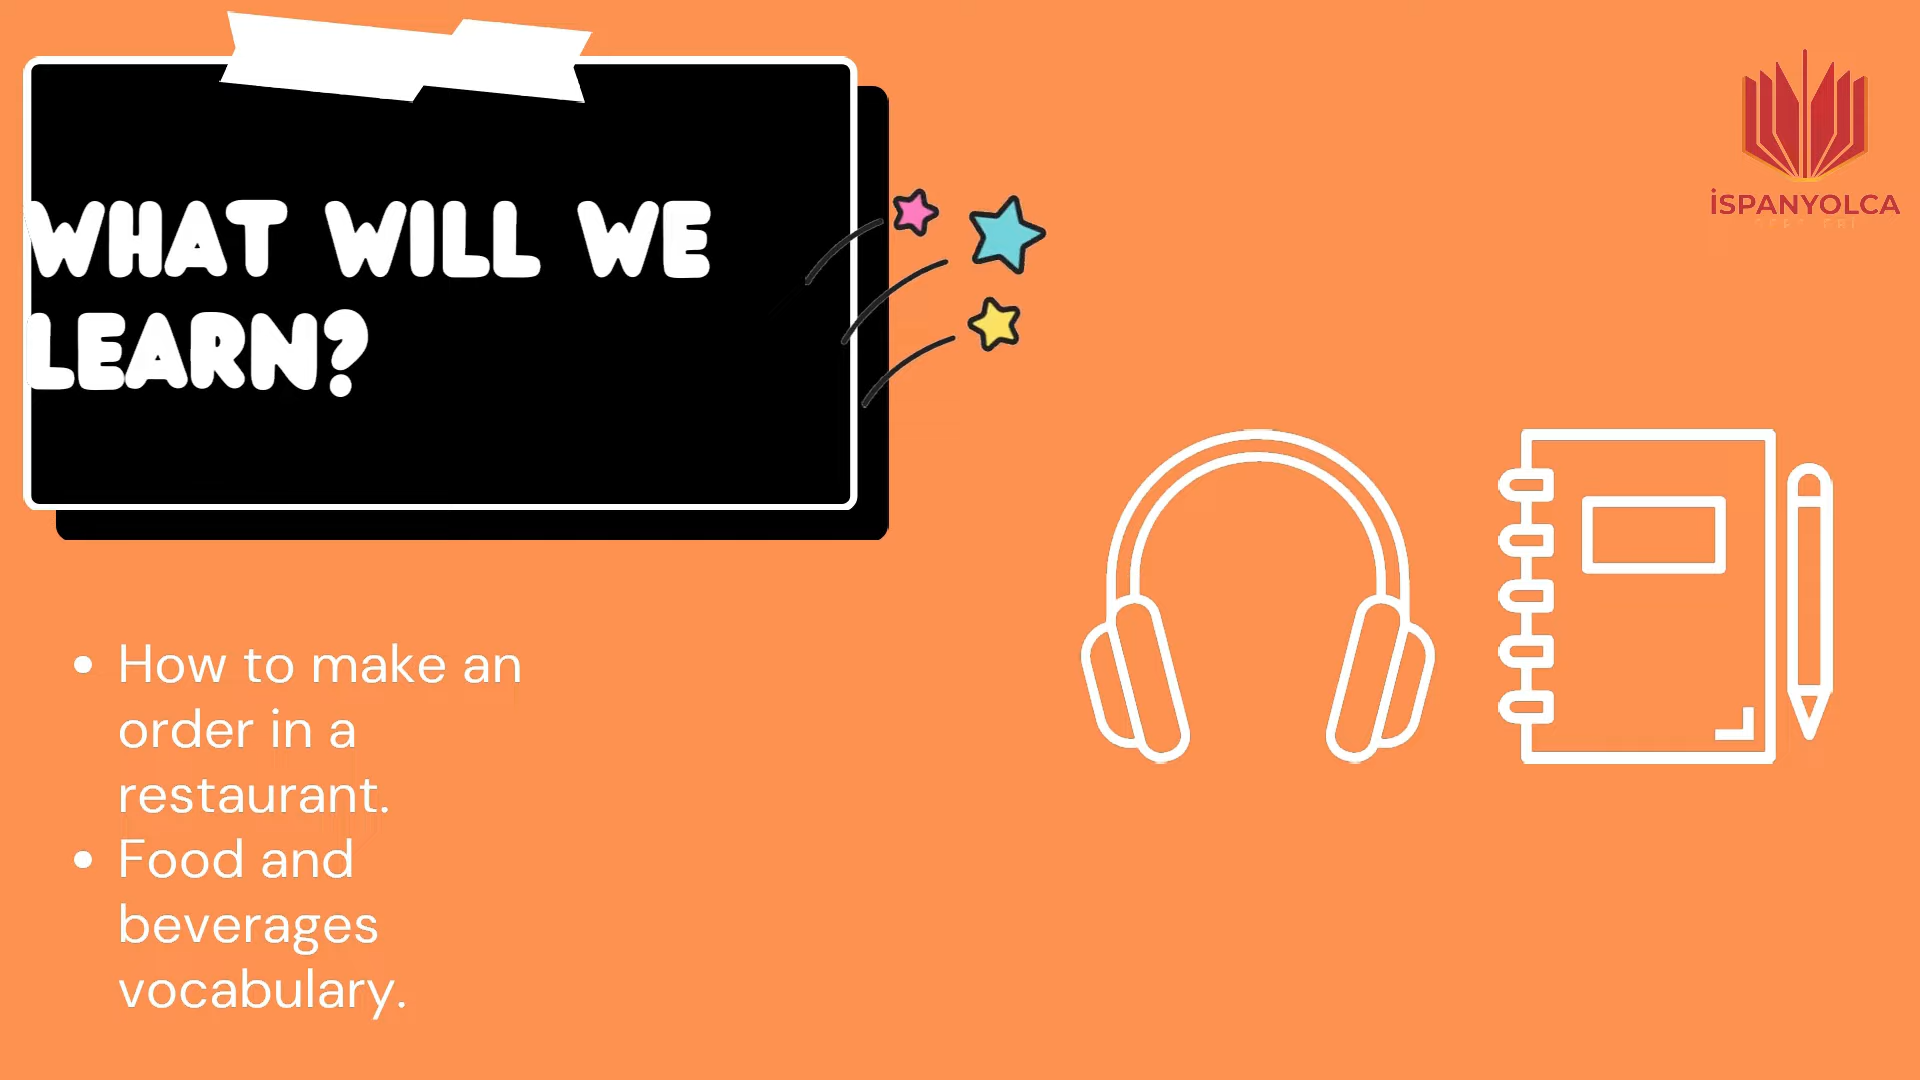 WHAT WILL WE
LEARN?
İSPANYOLCA
How to make an
order in a
restaurant.
Food and
beverages
vocabulary.